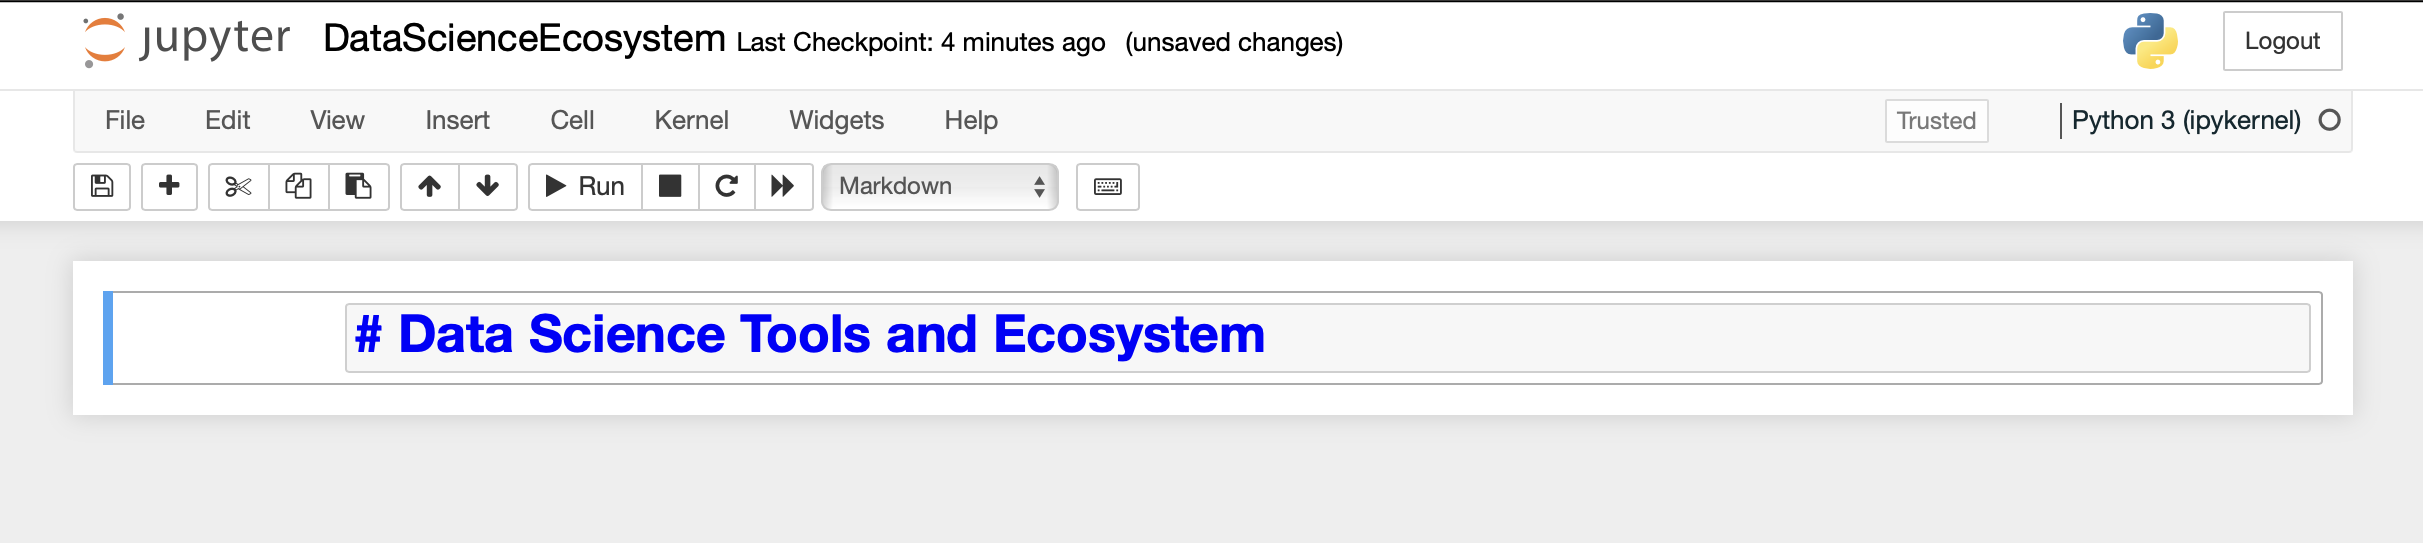 jupyter DataScienceEcosystem Last Checkpoint: 4 minutes ago (unsaved changes) Logout
File Edit View Insert Cell Kernel Widgets Help Trusted Python 3 (ipykernel)
Run Markdown
# Data Science Tools and Ecosystem